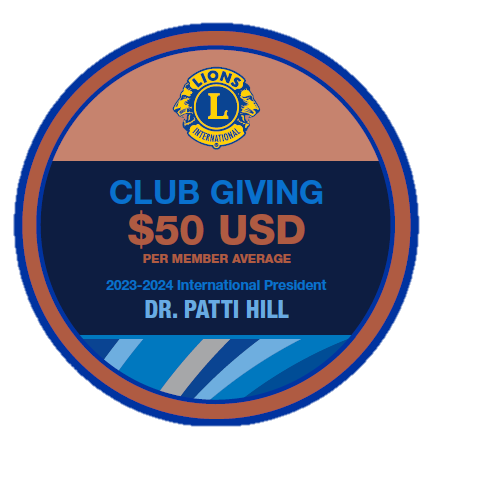 LIONS
L
INTERNATIONAL
®
CLUB GIVING
$50 USD
PER MEMBER AVERAGE
2023-2024 International President
DR. PATTI HILL